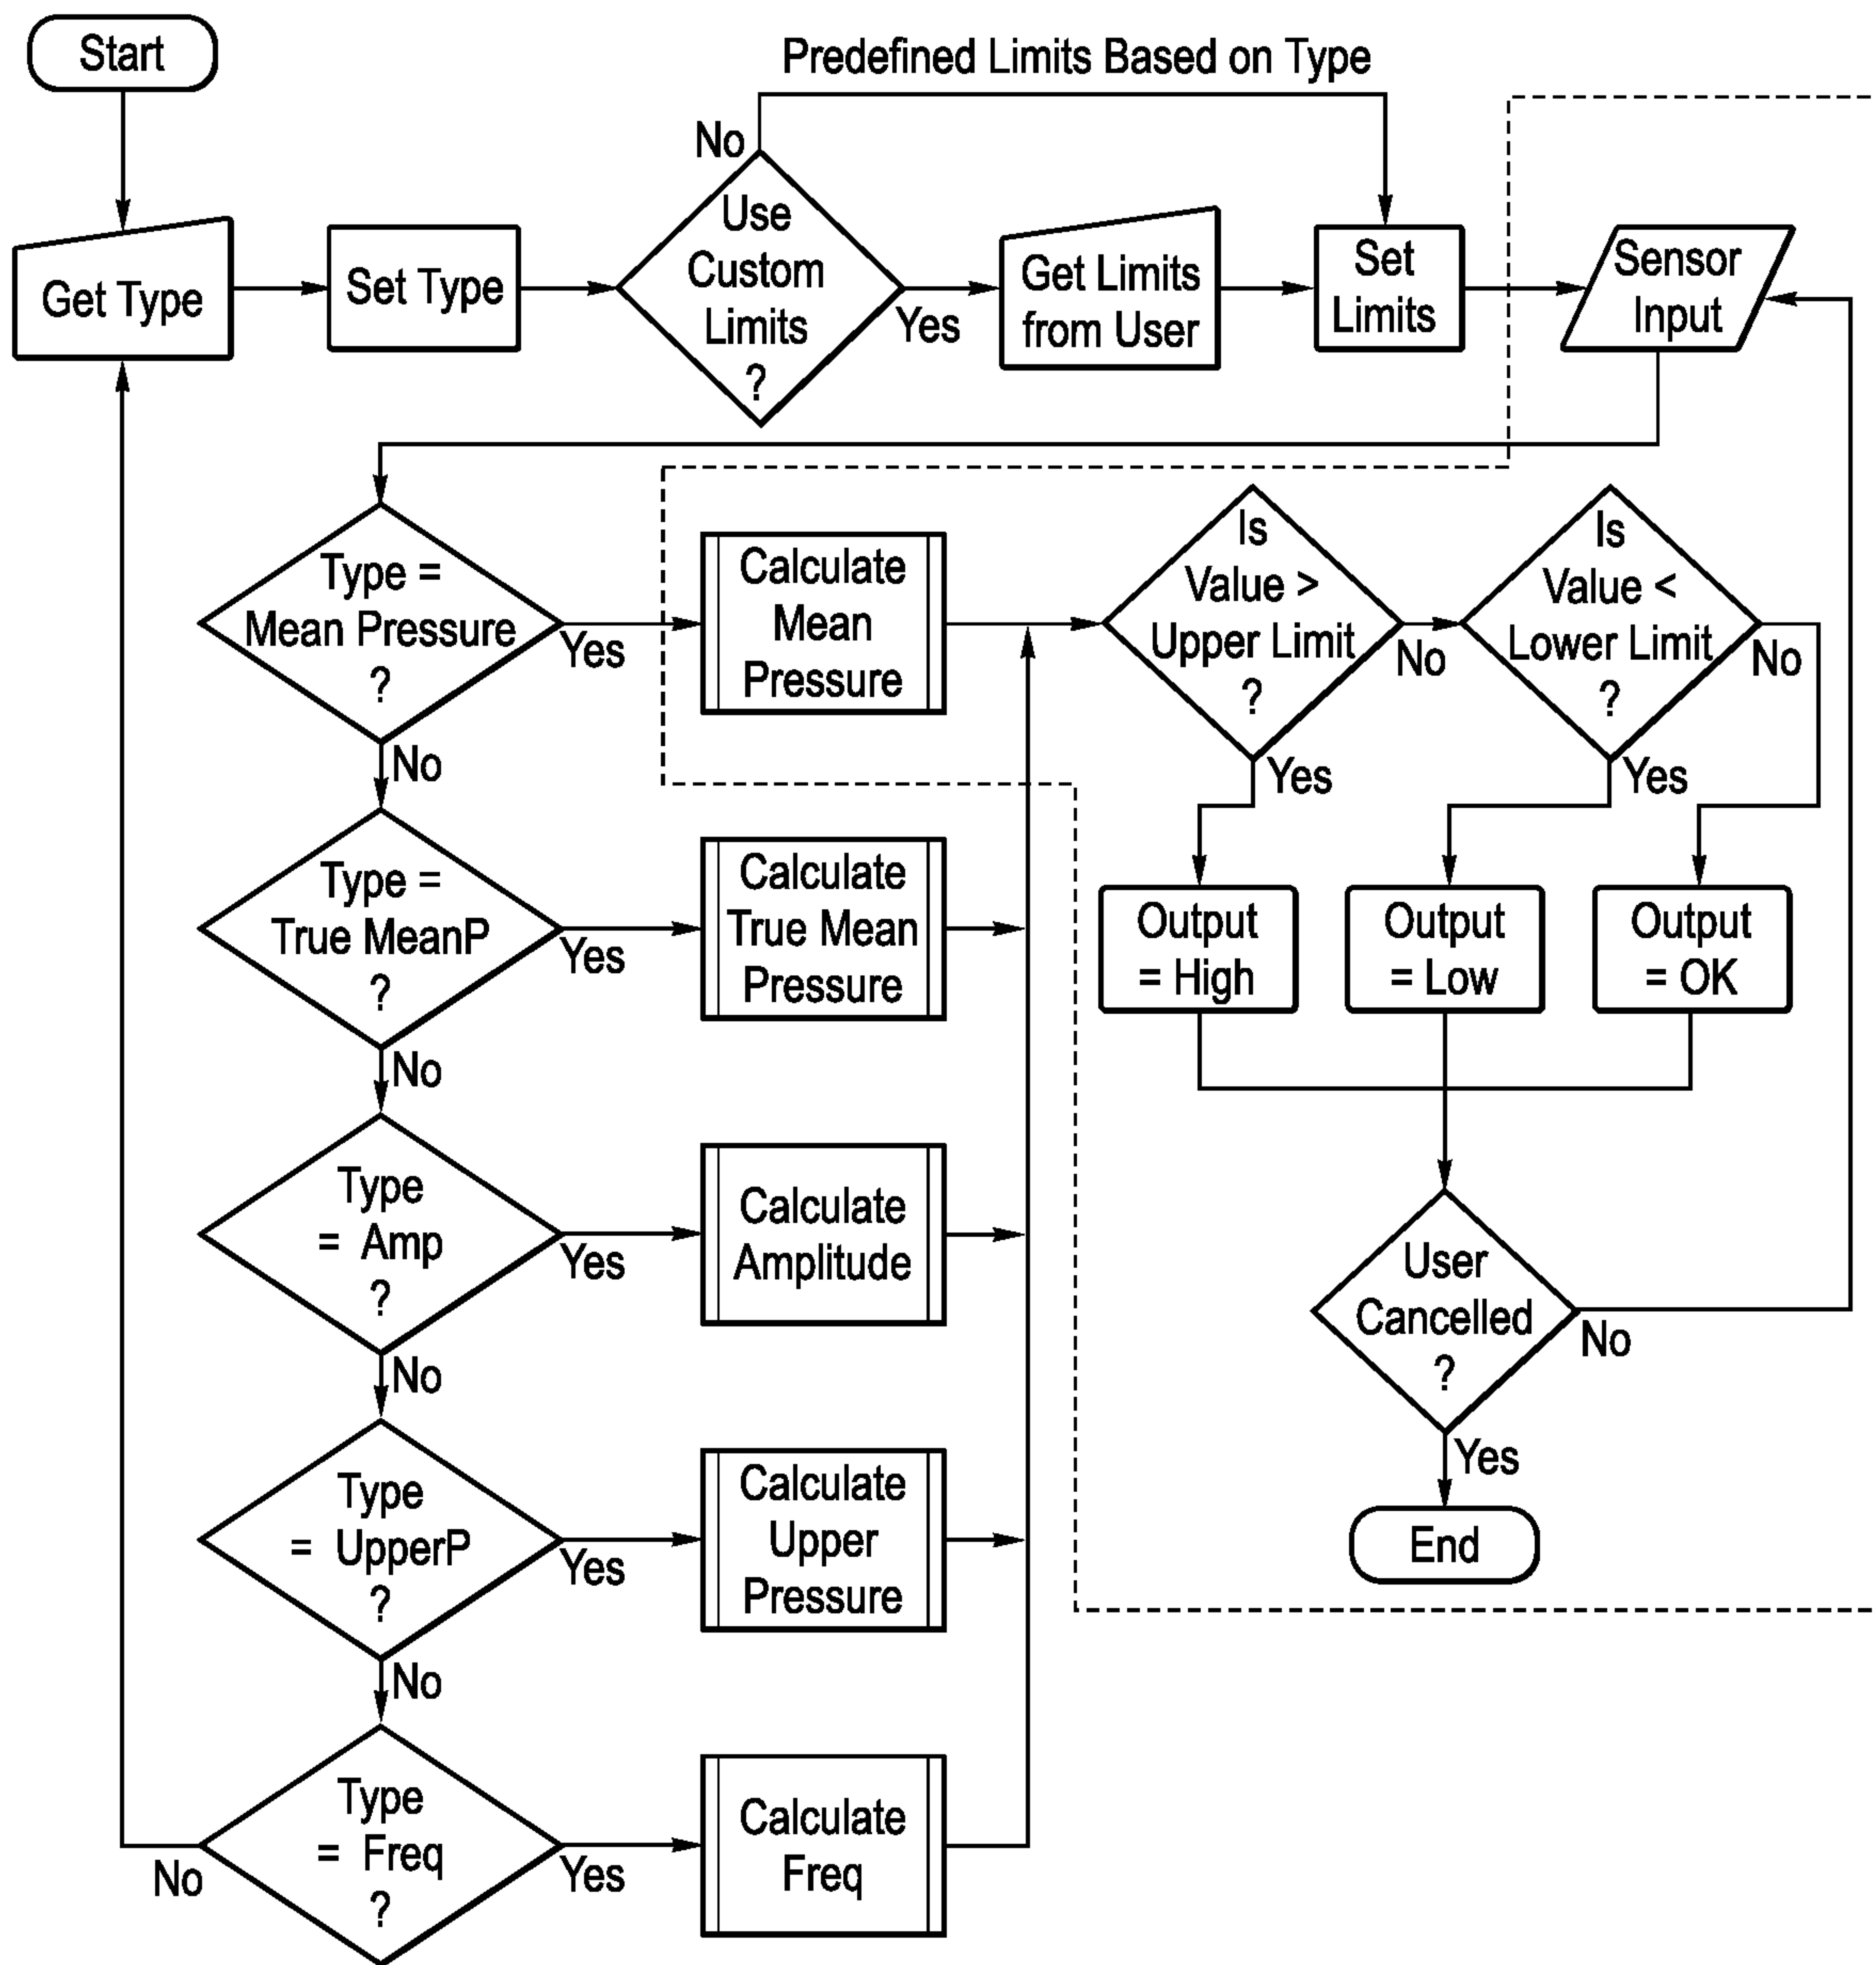 Start
Predefined Limits Based on Type
No
Get Type
Set Type
Use
Custom
Limits
?
Yes
Get Limits
from User
Set
Limits
Sensor
Input
Type =
Mean Pressure
?
Yes
No
Calculate
Mean
Pressure
Is
Value >
Upper Limit
?
No
Yes
Is
Value <
Lower Limit
?
No
Yes
Type =
True MeanP
?
Yes
No
Calculate
True Mean
Pressure
Output
= High
Output
= Low
Output
= OK
Type
= Amp
?
Yes
No
Calculate
Amplitude
User
Cancelled
?
No
Yes
End
Type
= UpperP
?
Yes
No
Calculate
Upper
Pressure
Type
= Freq
?
No
Yes
Calculate
Freq